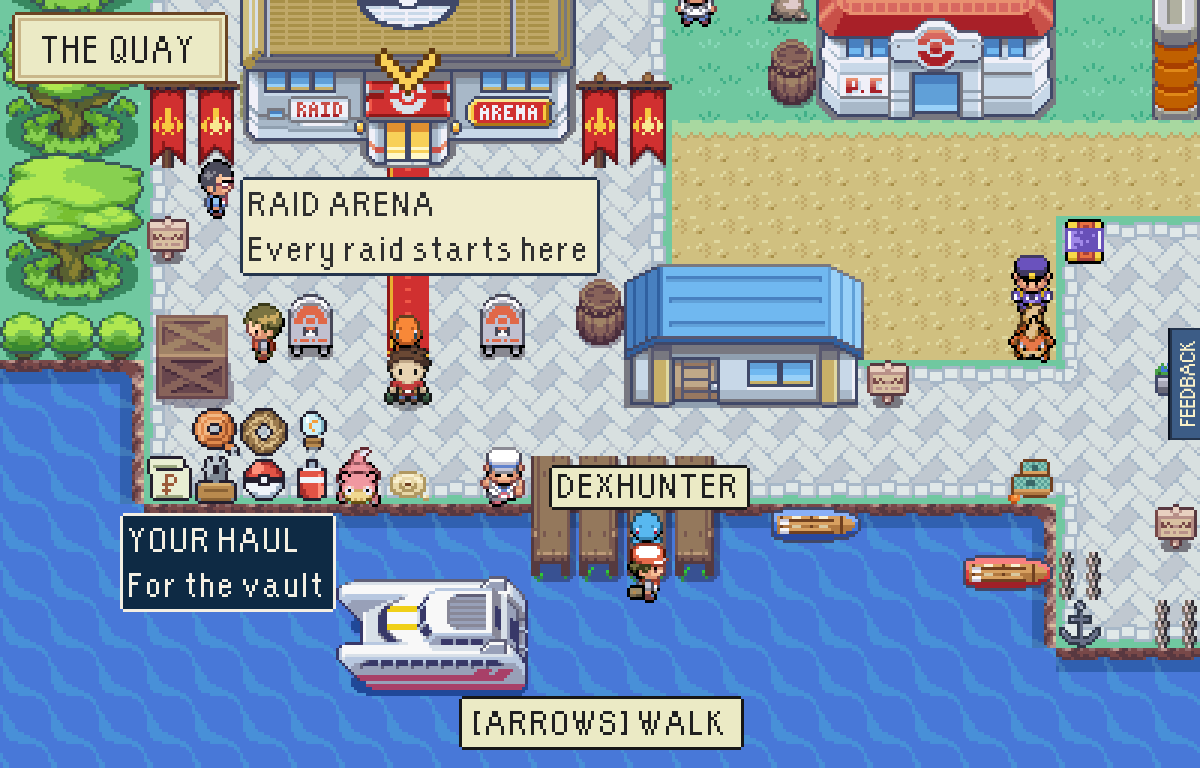 THE QUAY
RAID
ARENA!
P.C
RAID ARENA
Every raid starts here
FEEDBACK
DEXHUNTER
YOUR HAUL
For the vault
[ARROWS] WALK